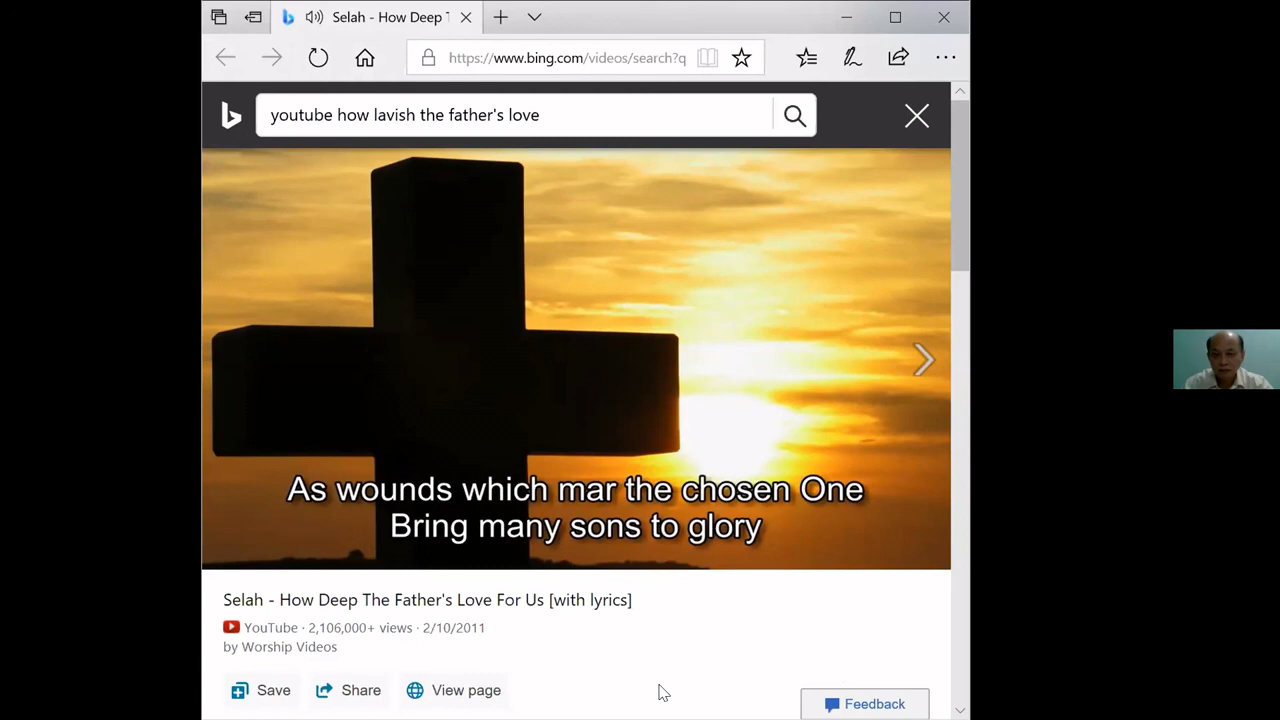 Selah - How Deep T
https://www.bing.com/videos/search?q
youtube how lavish the father's love
As wounds which mar the chosen One
Bring many sons to glory
Selah - How Deep The Father's Love For Us [with lyrics]
YouTube · 2,106,000+ views · 2/10/2011
by Worship Videos
Save Share View page
Feedback